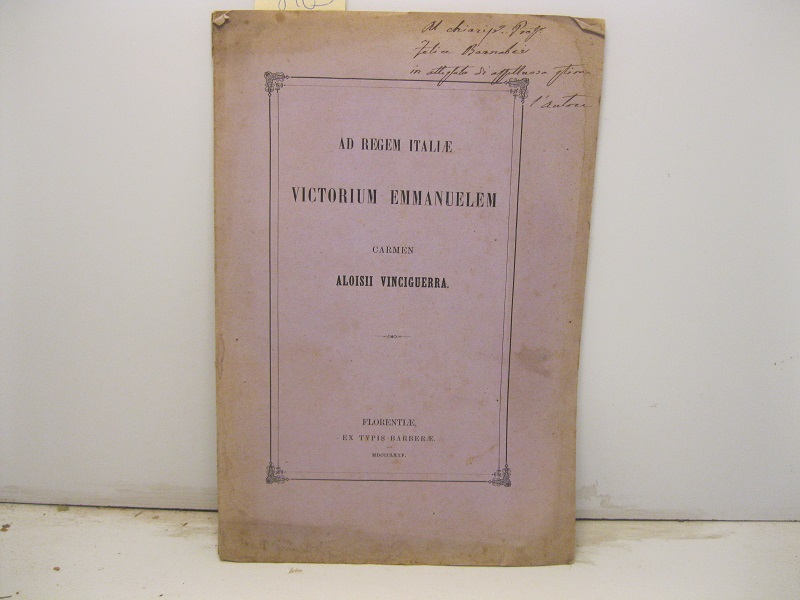 Al chiariſs. Prof.
Felice Barnabei
in attestato di affettuosa stima
l'autore
AD REGEM ITALIÆ
VICTORIUM EMMANUELEM
CARMEN
ALOISII VINCIGUERRA.
FLORENTIÆ,
EX TYPIS BARBERÆ.
MDCCCLXXV.